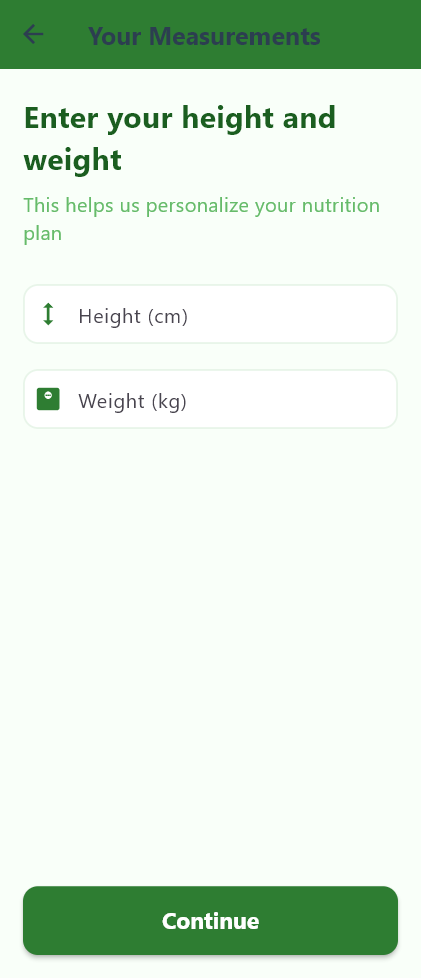 Your Measurements
Enter your height and
weight
This helps us personalize your nutrition
plan
Height (cm)
Weight (kg)
Continue